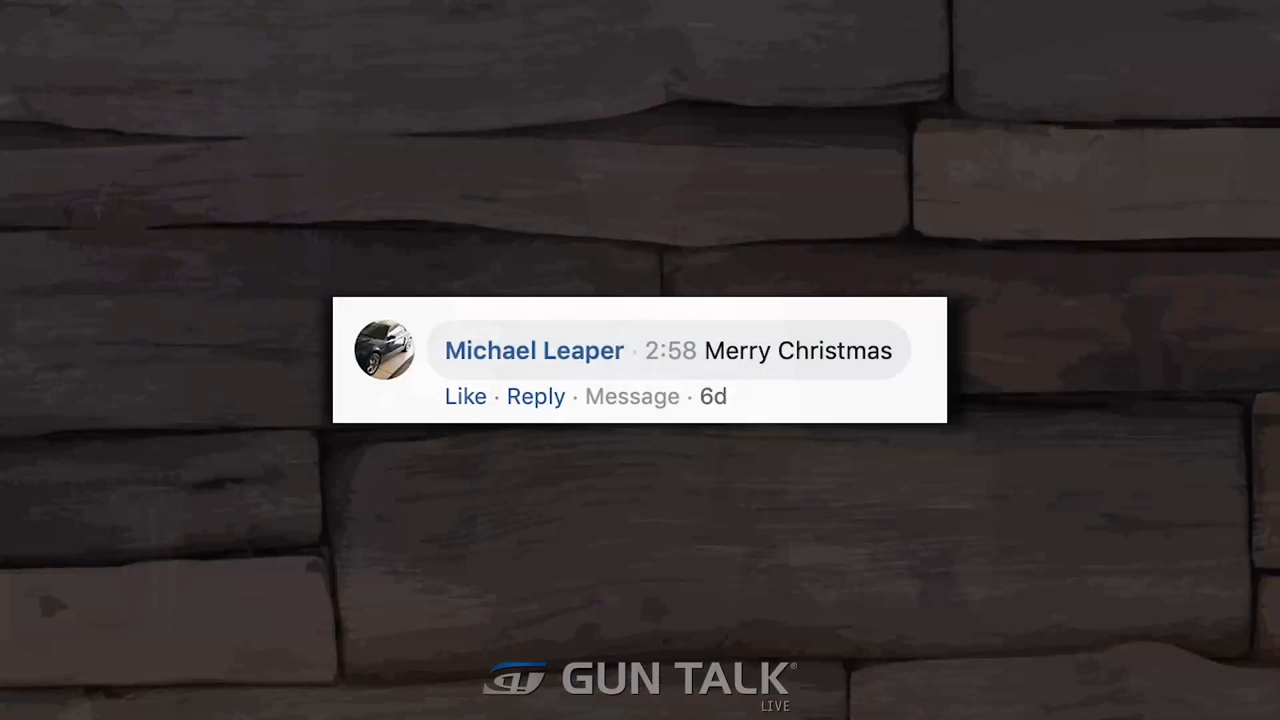 Michael Leaper · 2:58 Merry Christmas
Like · Reply · Message · 6d
GUN TALK®
LIVE